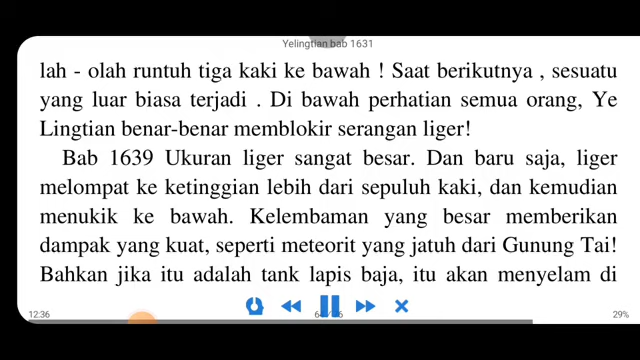 Yelingtian bab 1631
lah - olah runtuh tiga kaki ke bawah ! Saat berikutnya , sesuatu
yang luar biasa terjadi . Di bawah perhatian semua orang, Ye
Lingtian benar-benar memblokir serangan liger!
Bab 1639 Ukuran liger sangat besar. Dan baru saja, liger
melompat ke ketinggian lebih dari sepuluh kaki, dan kemudian
menukik ke bawah. Kelembaman yang besar memberikan
dampak yang kuat, seperti meteorit yang jatuh dari Gunung Tai!
Bahkan jika itu adalah tank lapis baja, itu akan menyelam di
12:36
29%